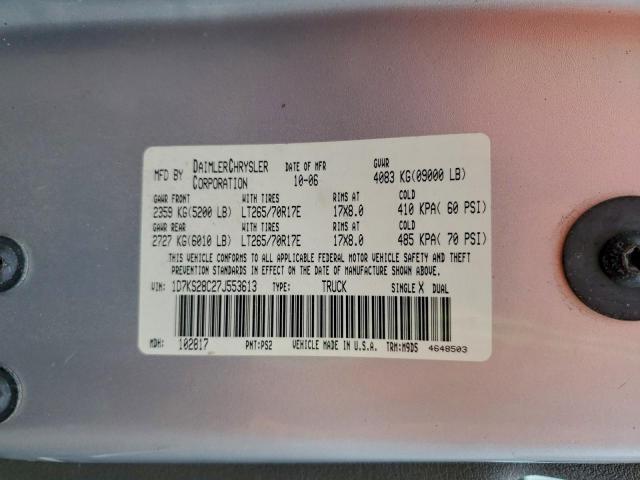 MFD BY DAIMLERCHRYSLER CORPORATION DATE OF MFR 10-06 GVWR 4083 KG(09000 LB)
GAWR FRONT WITH TIRES RIMS AT COLD
2359 KG(5200 LB) LT265/70R17E 17X8.0 410 KPA( 60 PSI)
GAWR REAR WITH TIRES RIMS AT COLD
2727 KG(6010 LB) LT265/70R17E 17X8.0 485 KPA( 70 PSI)
THIS VEHICLE CONFORMS TO ALL APPLICABLE FEDERAL MOTOR VEHICLE SAFETY AND THEFT
PREVENTION STANDARDS IN EFFECT ON THE DATE OF MANUFACTURE SHOWN ABOVE.
VIN: 1D7KS28C27J553613 TYPE: TRUCK SINGLE X DUAL
MDH: 102817 PNT:PS2 VEHICLE MADE IN U.S.A. TRM:M9D5 4648503